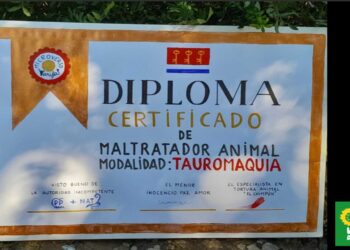 DIPLOMA
CERTIFICADO
DE
MALTRATADOR ANIMAL
MODALIDAD: TAUROMAQUIA
VISTO BUENO DE
LA AUTORIDAD INCOMPETENTE
EL MENOR
INOCENCIO PAZ AMOR
EL ESPECIALISTA EN
TORTURA ANIMAL